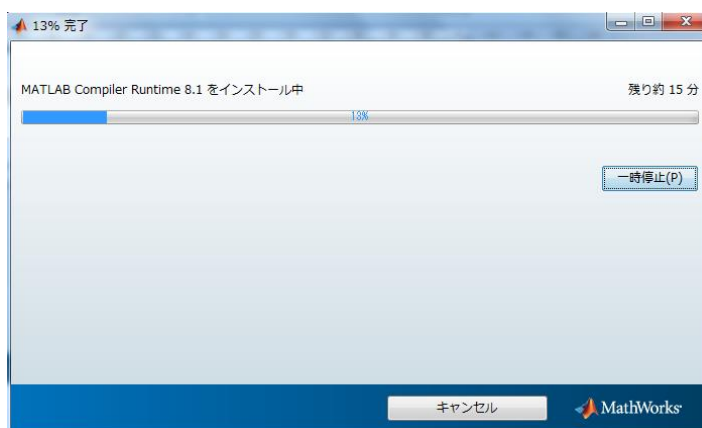 13% 完了
MATLAB Compiler Runtime 8.1 をインストール中
残り約 15 分
13%
一時停止(P)
キャンセル
MathWorks